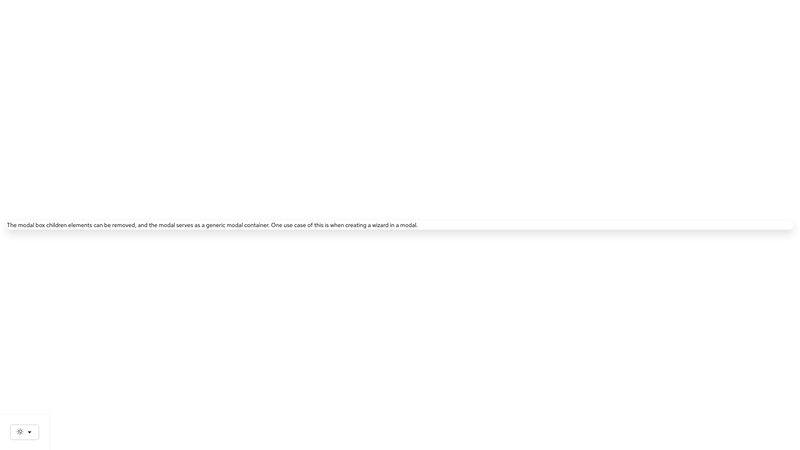 The modal box children elements can be removed, and the modal serves as a generic modal container. One use case of this is when creating a wizard in a modal.